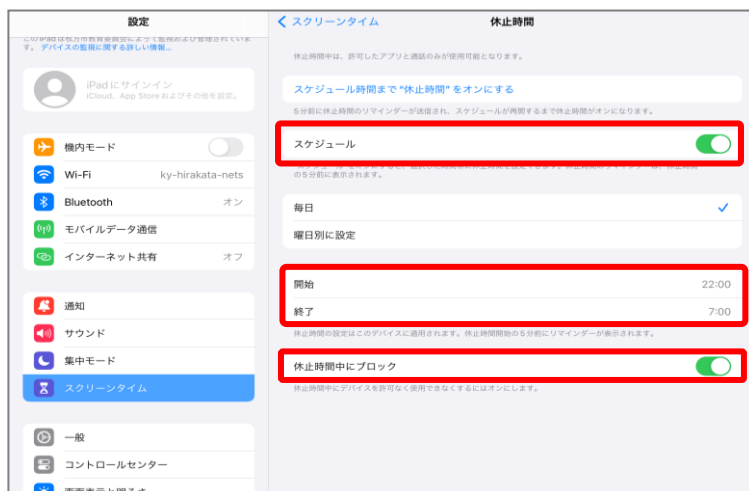 設定
このiPadは枚方市教育委員会によって監視および管理されていま
す。デバイスの監視に関する詳しい情報...
iPadにサインイン
iCloud、App Storeおよびその他を設定。
機内モード
Wi-Fi ky-hirakata-nets
Bluetooth オン
モバイルデータ通信
インターネット共有 オフ
通知
サウンド
集中モード
スクリーンタイム
一般
コントロールセンター
画面表示と明るさ
スクリーンタイム
休止時間
休止時間中は、許可したアプリと通話のみが使用可能となります。
スケジュール時間まで“休止時間”をオンにする
5分前に休止時間のリマインダーが送信され、スケジュールが再開するまで休止時間がオンになります。
スケジュール
の5分前に表示されます。
毎日
曜日別に設定
開始 22:00
終了 7:00
休止時間の設定はこのデバイスに適用されます。休止時間開始の5分前にリマインダーが表示されます。
休止時間中にブロック
休止時間中にデバイスを許可なく使用できなくするにはオンにします。